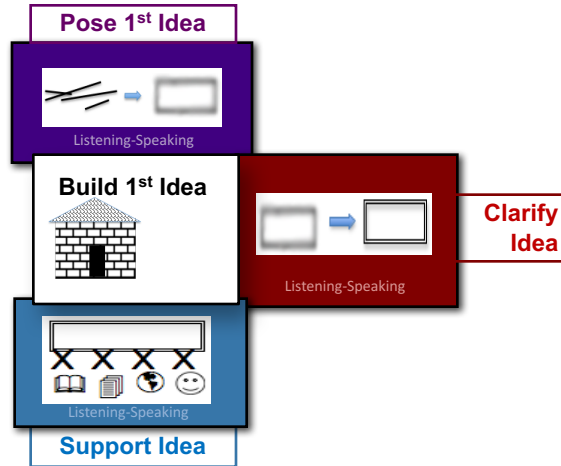 Pose 1st Idea
Listening-Speaking
Build 1st Idea
Clarify
Idea
Listening-Speaking
X X X X
Listening-Speaking
Support Idea